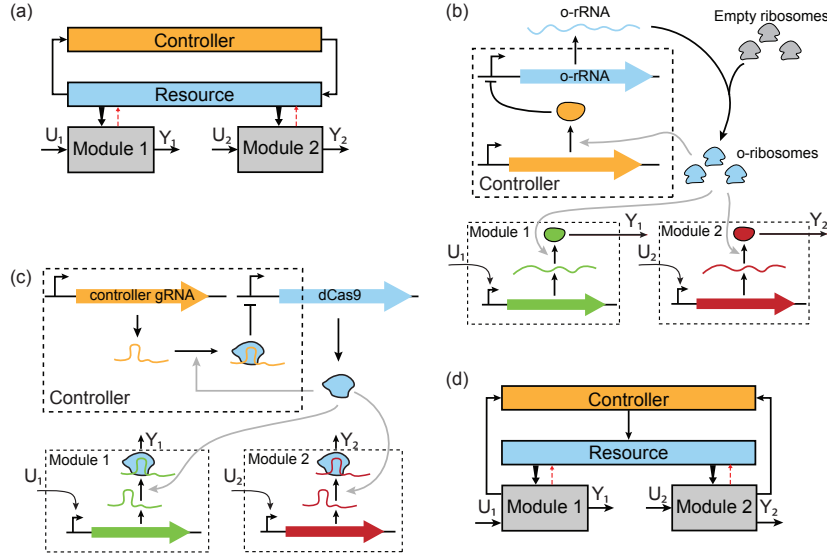 (a)
Controller
Resource
U1
Module 1
Y1
U2
Module 2
Y2
(b)
o-rRNA
Empty ribosomes
o-rRNA
Controller
o-ribosomes
Module 1
Y1
U1
Module 2
Y2
U2
(c)
controller gRNA
dCas9
Controller
Module 1
Y1
U1
Module 2
Y2
U2
(d)
Controller
Resource
U1
Module 1
Y1
U2
Module 2
Y2